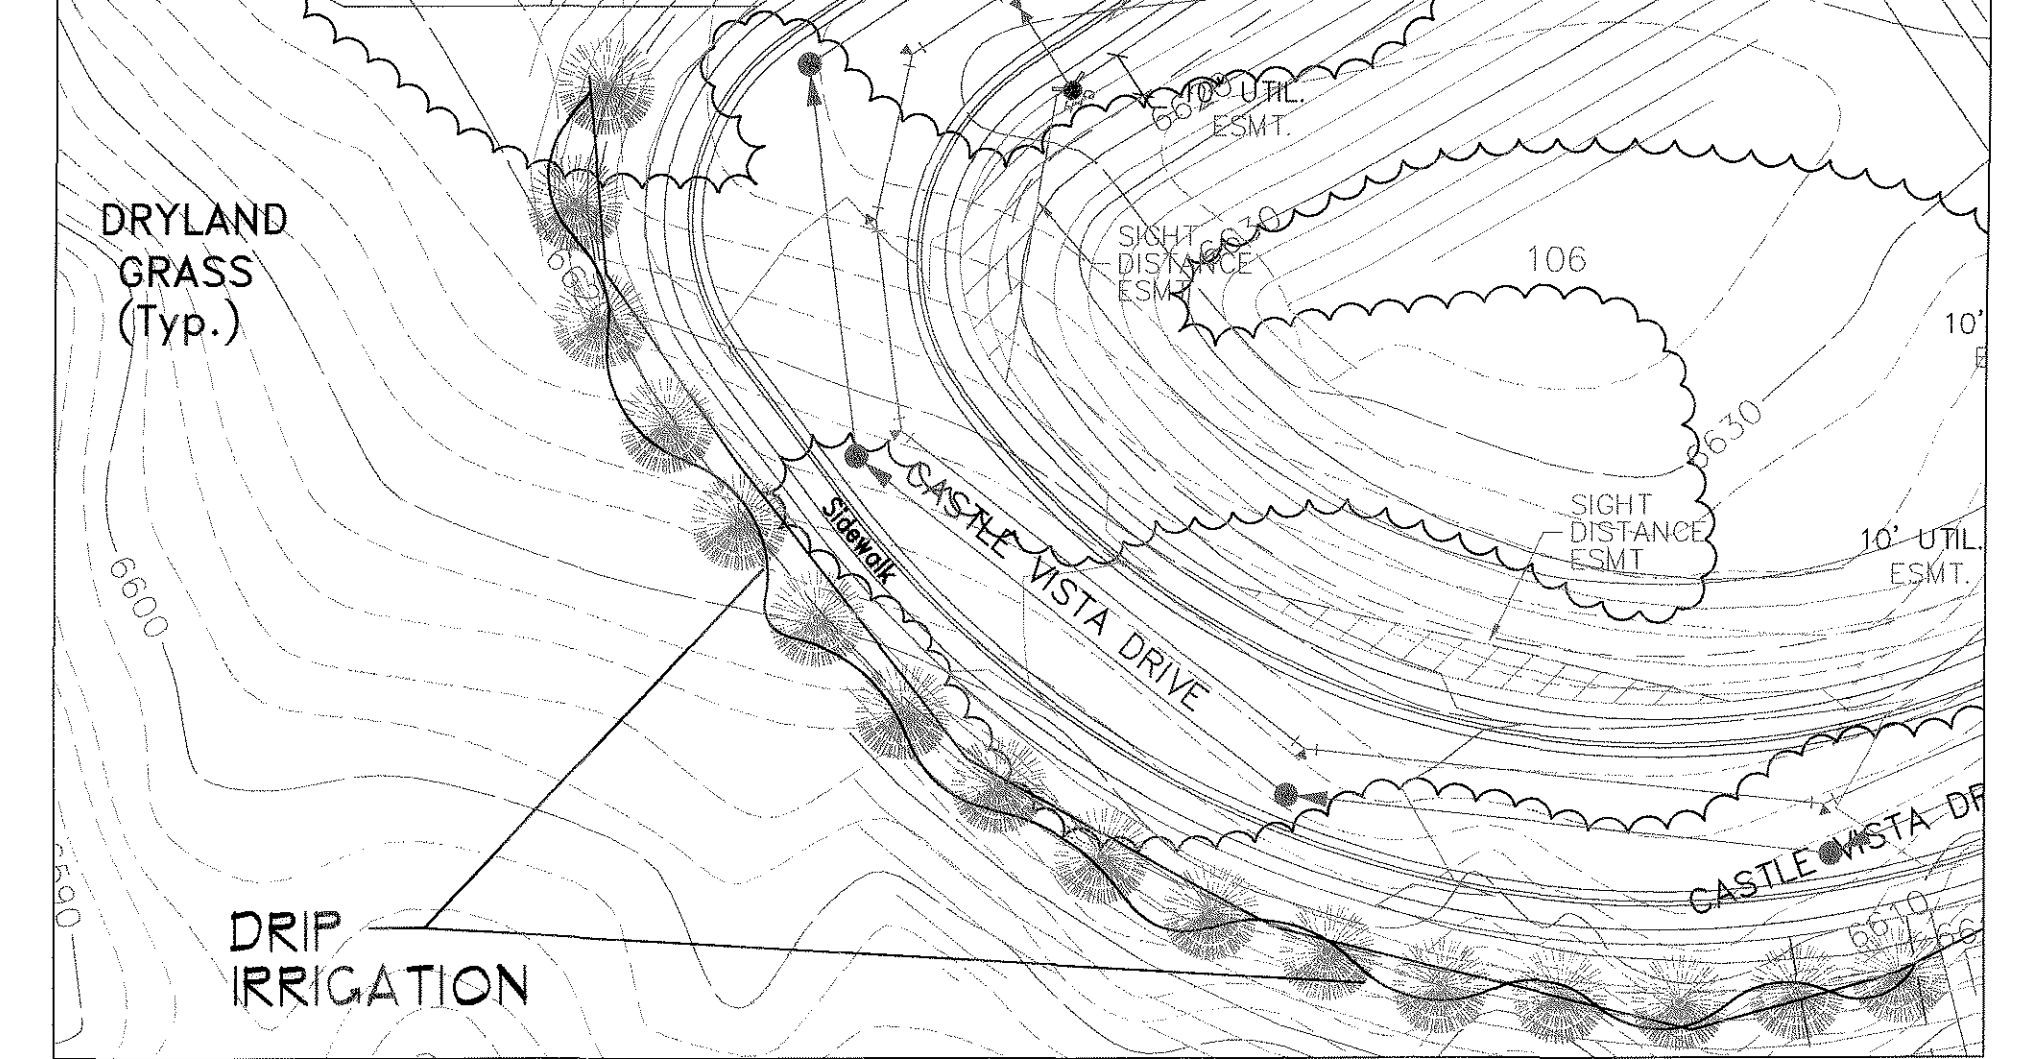 10' UTIL.
ESMT.
DRYLAND
GRASS
(Typ.)
SIGHT
DISTANCE
ESMT
6630
106
10'
6630
SIGHT
DISTANCE
ESMT
10' UTIL.
ESMT.
Sidewalk
CASTLE VISTA DRIVE
6600
CASTLE VISTA DR
6610
DRIP
IRRIGATION